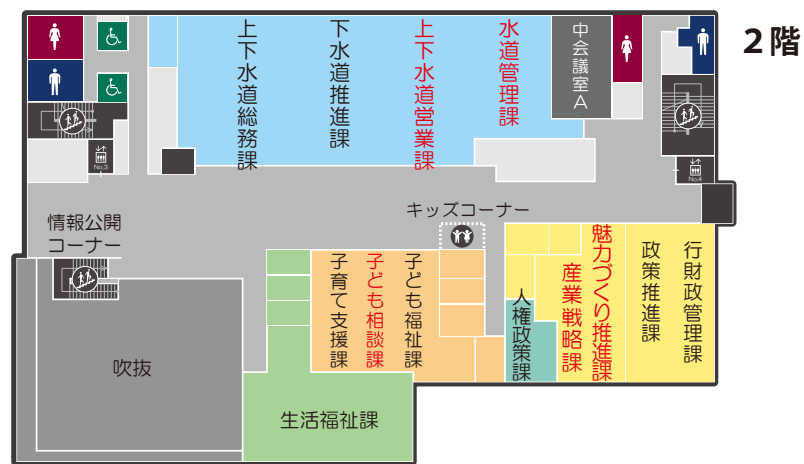 2階
上下水道総務課
下水道推進課
上下水道営業課
水道管理課
中会議室A
No.3
No.4
情報公開
コーナー
キッズコーナー
子育て支援課
子ども相談課
子ども福祉課
人権政策課
産業戦略課
魅力づくり推進課
政策推進課
行財政管理課
吹抜
生活福祉課